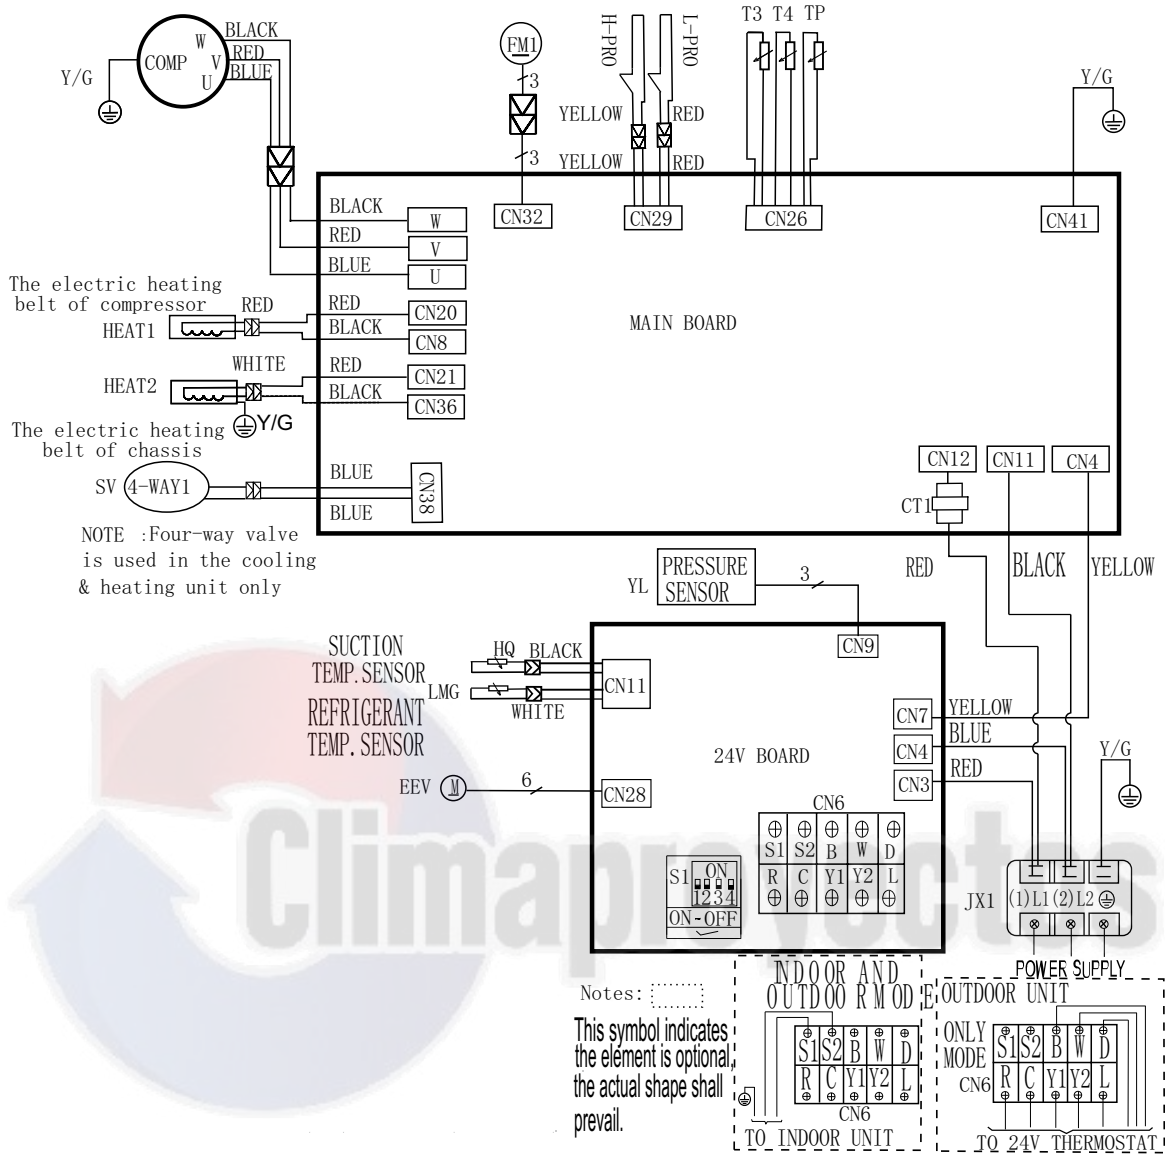 BLACK
RED
BLUE
W
V
U
COMP
Y/G
FM1
3
3
H-PRO
L-PRO
YELLOW
RED
YELLOW
RED
T3 T4 TP
Y/G
BLACK
W
RED
V
BLUE
U
CN32
CN29
CN26
CN41
The electric heating
belt of compressor
RED
HEAT1
RED
CN20
BLACK
CN8
MAIN BOARD
WHITE
HEAT2
RED
CN21
BLACK
CN36
Y/G
The electric heating
belt of chassis
SV
4-WAY1
BLUE
BLUE
CN38
CN12
CN11
CN4
CT1
NOTE :Four-way valve
is used in the cooling
& heating unit only
RED
BLACK
YELLOW
YL
PRESSURE
SENSOR
3
CN9
SUCTION
TEMP.SENSOR
HQ
BLACK
REFRIGERANT
TEMP.SENSOR
LMG
WHITE
CN11
EEV
M
6
CN28
24V BOARD
CN7
YELLOW
CN4
BLUE
CN3
RED
Y/G
CN6
S1 S2 B W D
R C Y1 Y2 L
S1
ON
1234
ON-OFF
JX1
(1)L1 (2)L2
POWER SUPPLY
Climaproyectos
Notes:
This symbol indicates
the element is optional,
the actual shape shall
prevail.
INDOOR AND
OUTDOOR MODE
S1 S2 B W D
R C Y1 Y2 L
CN6
TO INDOOR UNIT
OUTDOOR UNIT
ONLY
MODE
CN6
S1 S2 B W D
R C Y1 Y2 L
TO 24V THERMOSTAT